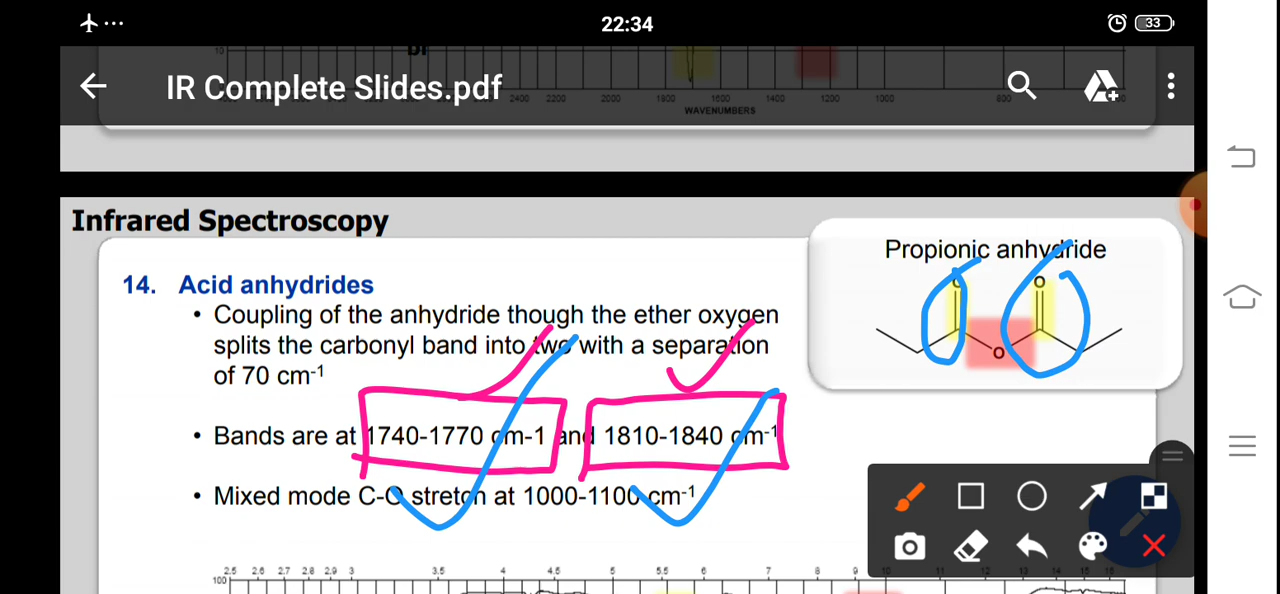 22:34
33
10
IR Complete Slides.pdf
2400 2200 2000 1800 1600 1400 1200 1000 800
WAVENUMBERS
Infrared Spectroscopy
Propionic anhydride
O O
O
14. Acid anhydrides
• Coupling of the anhydride though the ether oxygen
splits the carbonyl band into two with a separation
of 70 cm-1
• Bands are at 1740-1770 cm-1 and 1810-1840 cm-1
• Mixed mode C-O stretch at 1000-1100 cm-1
2.5 2.6 2.7 2.8 2.9 3 3.5 4 4.5 5 5.5 6 7 8 9 10 11 12 13 14 15 16
100